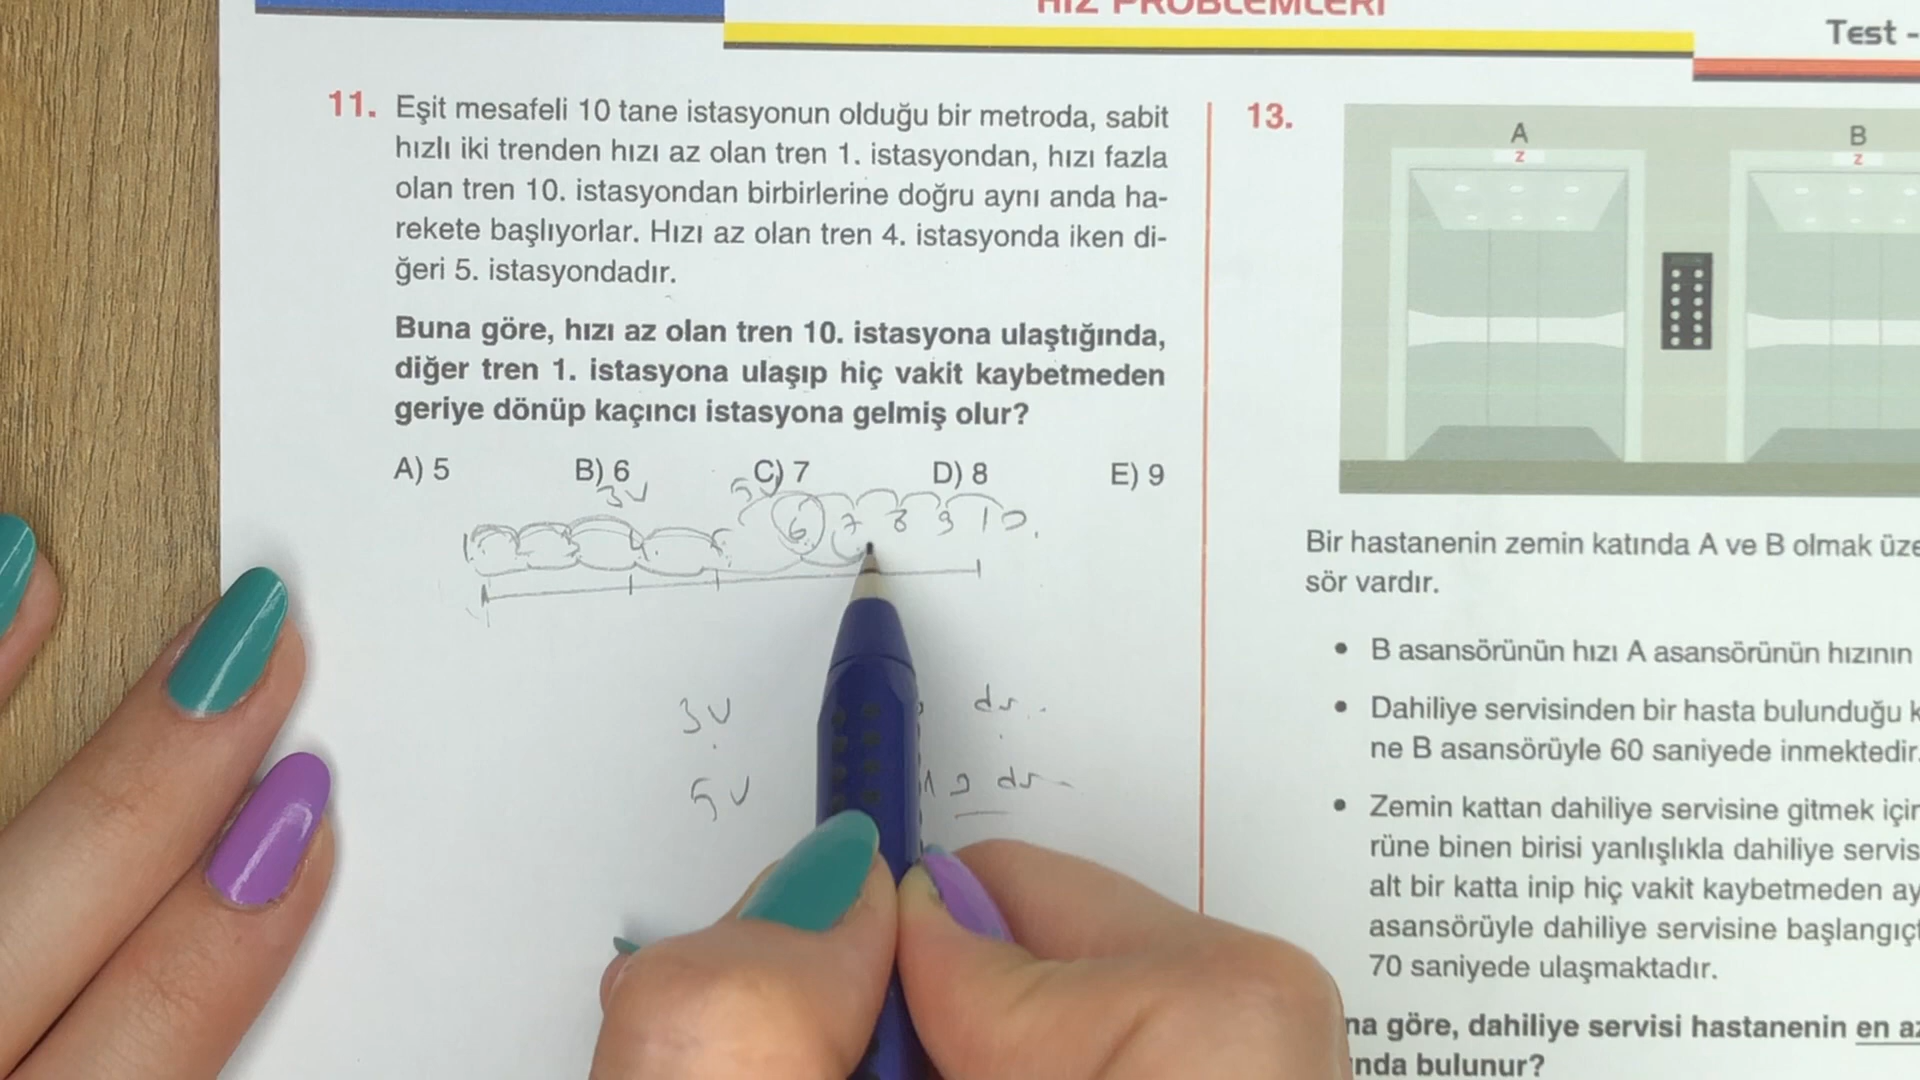 HIZ PROBLEMLERİ
Test -
11. Eşit mesafeli 10 tane istasyonun olduğu bir metroda, sabit
hızlı iki trenden hızı az olan tren 1. istasyondan, hızı fazla
olan tren 10. istasyondan birbirlerine doğru aynı anda ha-
rekete başlıyorlar. Hızı az olan tren 4. istasyonda iken di-
ğeri 5. istasyondadır.
Buna göre, hızı az olan tren 10. istasyona ulaştığında,
diğer tren 1. istasyona ulaşıp hiç vakit kaybetmeden
geriye dönüp kaçıncı istasyona gelmiş olur?
A) 5 B) 6 C) 7 D) 8 E) 9
3V
6 7 8 9 10
3V
5V
13.
A B
Z Z
Bir hastanenin zemin katında A ve B olmak üze
sör vardır.
• B asansörünün hızı A asansörünün hızının
• Dahiliye servisinden bir hasta bulunduğu k
ne B asansörüyle 60 saniyede inmektedir.
• Zemin kattan dahiliye servisine gitmek için
rüne binen birisi yanlışlıkla dahiliye servis
alt bir katta inip hiç vakit kaybetmeden ay
asansörüyle dahiliye servisine başlangıçt
70 saniyede ulaşmaktadır.
na göre, dahiliye servisi hastanenin en az
nda bulunur?